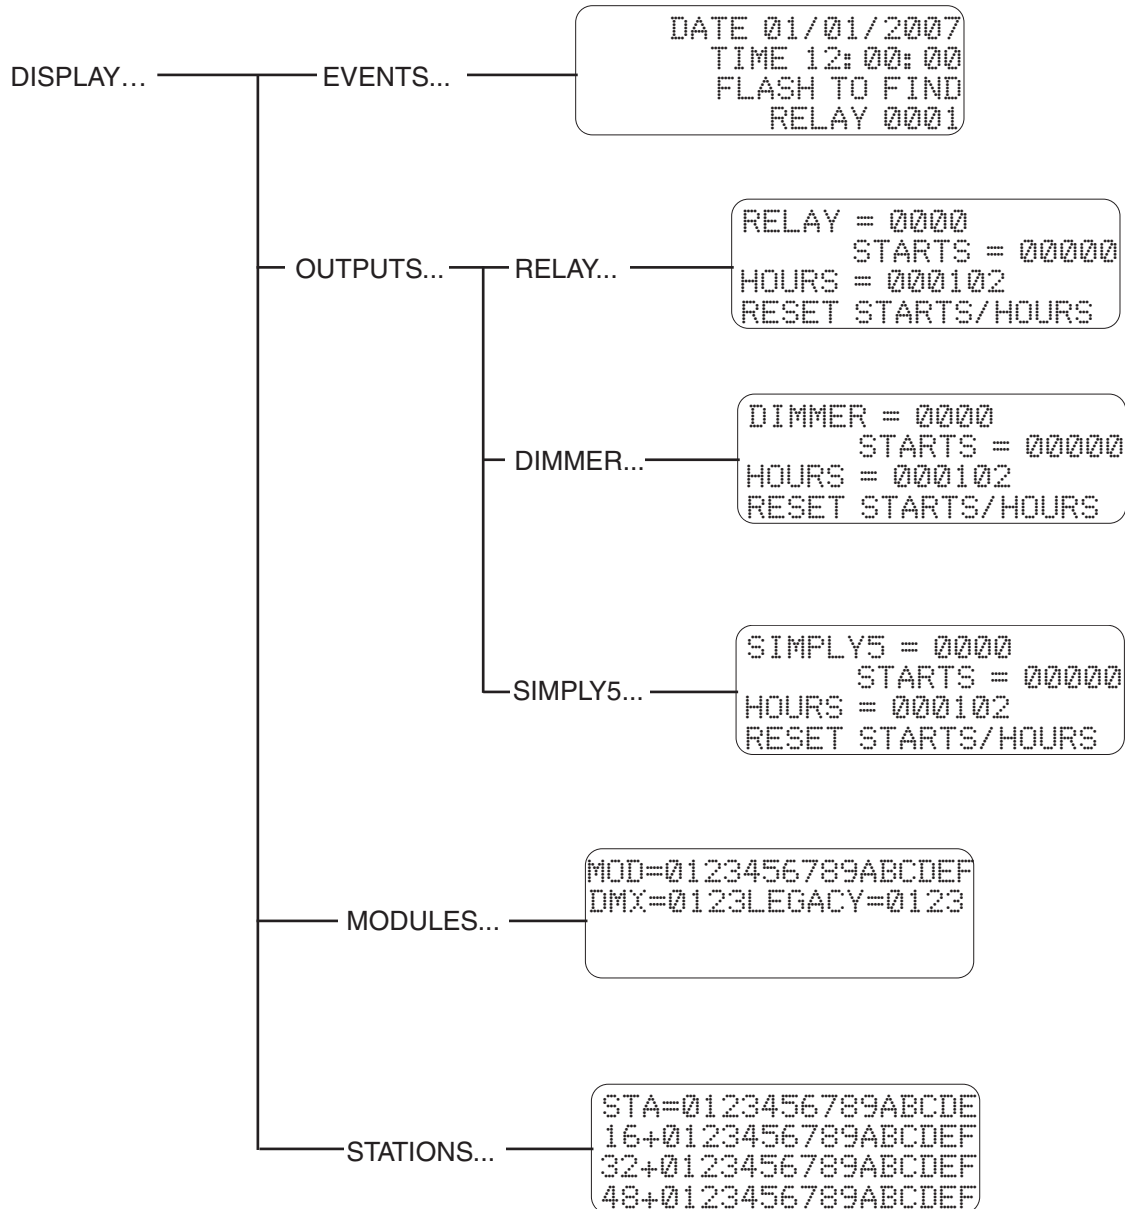 DISPLAY...
EVENTS...
DATE 01/01/2007
TIME 12:00:00
FLASH TO FIND
RELAY 0001
OUTPUTS...
RELAY...
RELAY = 0000
STARTS = 00000
HOURS = 000102
RESET STARTS/HOURS
DIMMER...
DIMMER = 0000
STARTS = 00000
HOURS = 000102
RESET STARTS/HOURS
SIMPLY5...
SIMPLY5 = 0000
STARTS = 00000
HOURS = 000102
RESET STARTS/HOURS
MODULES...
MOD=0123456789ABCDEF
DMX=0123LEGACY=0123
STATIONS...
STA=0123456789ABCDE
16+0123456789ABCDEF
32+0123456789ABCDEF
48+0123456789ABCDEF